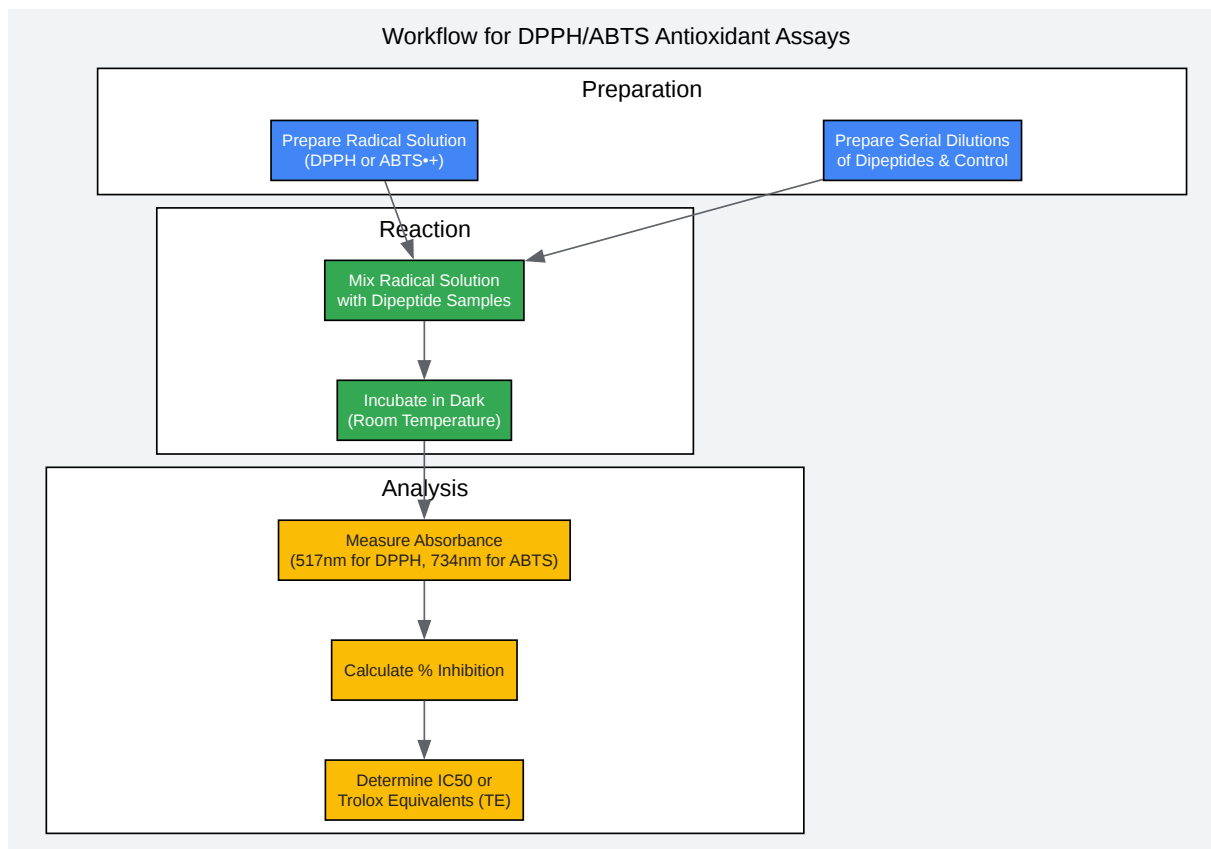 Workflow for DPPH/ABTS Antioxidant Assays
Preparation
Prepare Radical Solution
(DPPH or ABTS•+)
Prepare Serial Dilutions
of Dipeptides & Control
Reaction
Mix Radical Solution
with Dipeptide Samples
Incubate in Dark
(Room Temperature)
Analysis
Measure Absorbance
(517nm for DPPH, 734nm for ABTS)
Calculate % Inhibition
Determine IC50 or
Trolox Equivalents (TE)